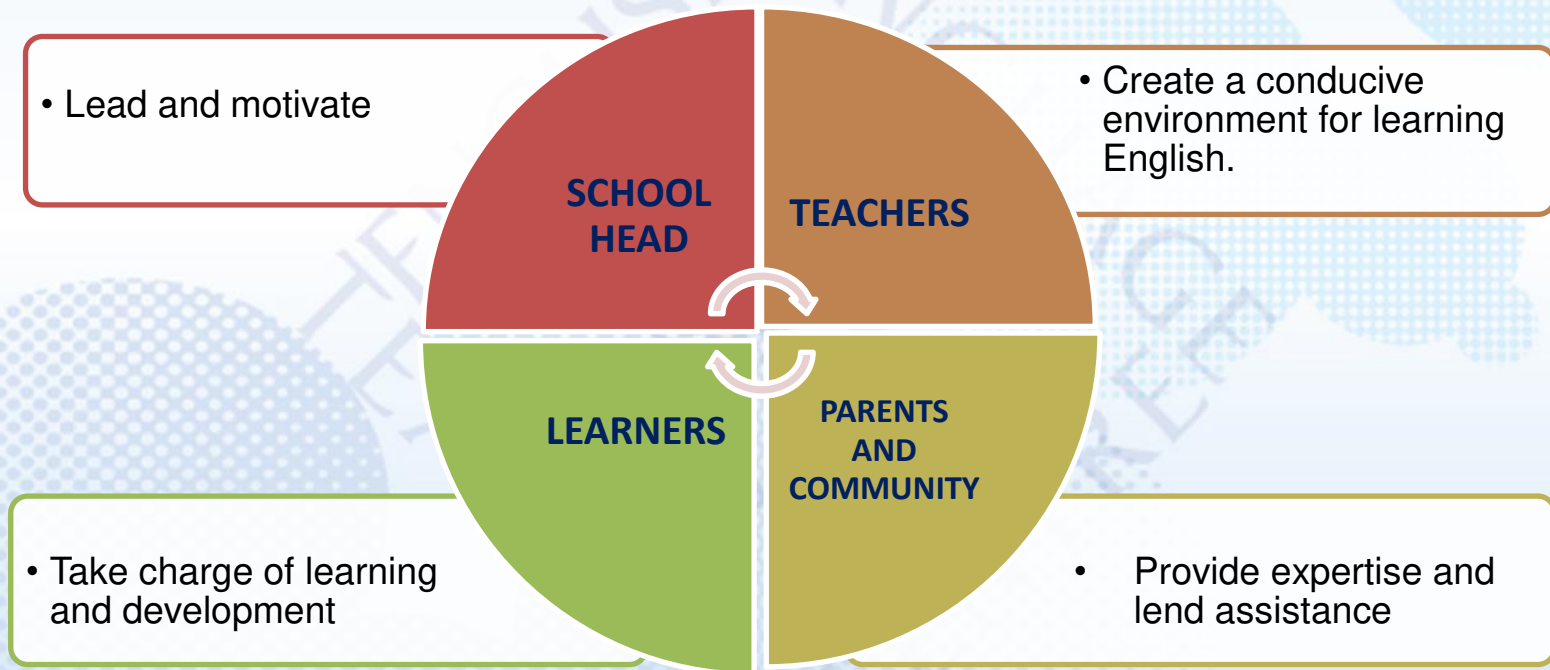 • Lead and motivate
SCHOOL
HEAD
• Create a conducive
environment for learning
English.
TEACHERS
LEARNERS
• Take charge of learning
and development
PARENTS
AND
COMMUNITY
• Provide expertise and
lend assistance